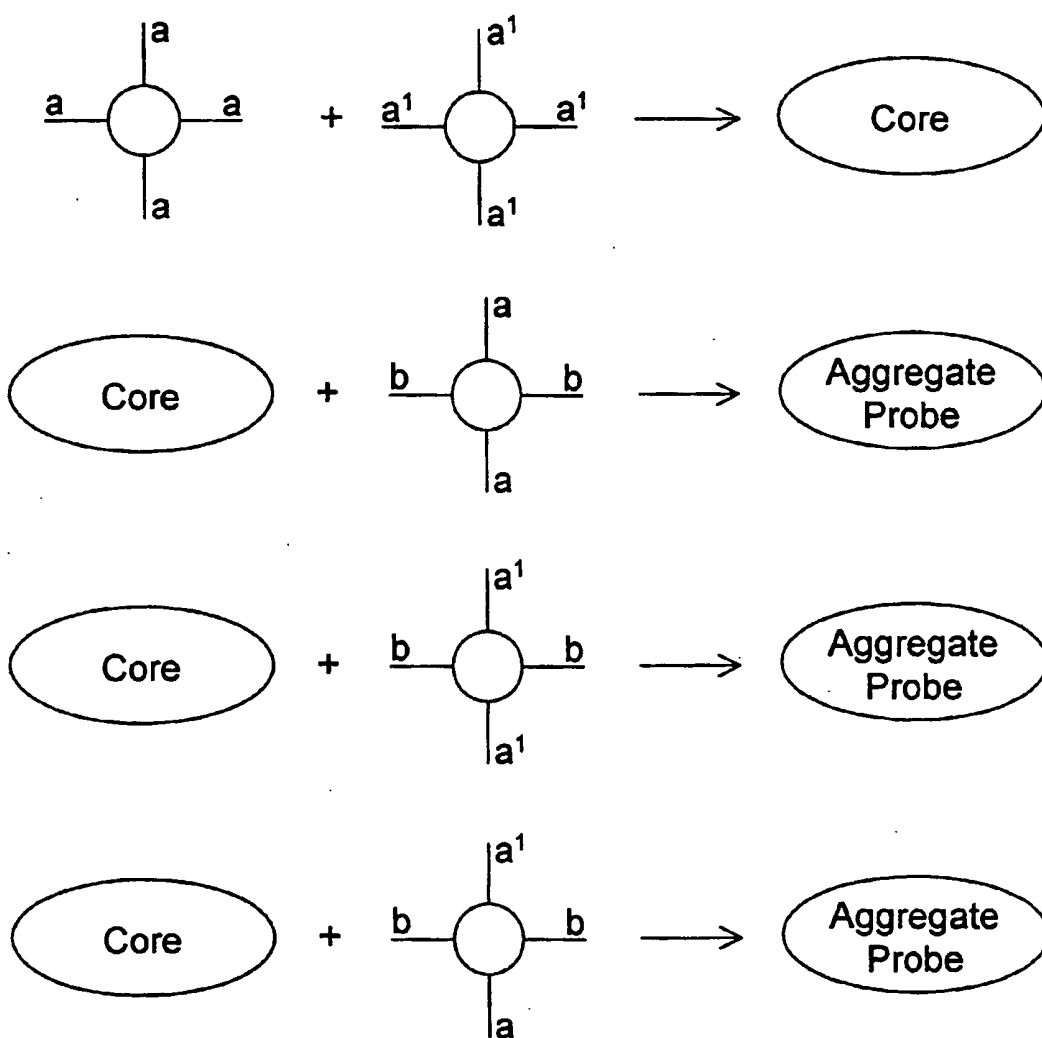 a
a a
a
+
a¹
a¹ a¹
a¹
Core
Core
+
a
b b
a
Aggregate
Probe
Core
+
a¹
b b
a¹
Aggregate
Probe
Core
+
a¹
b b
a
Aggregate
Probe